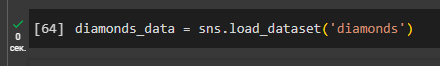 [64] diamonds_data = sns.load_dataset('diamonds')
0
сек.